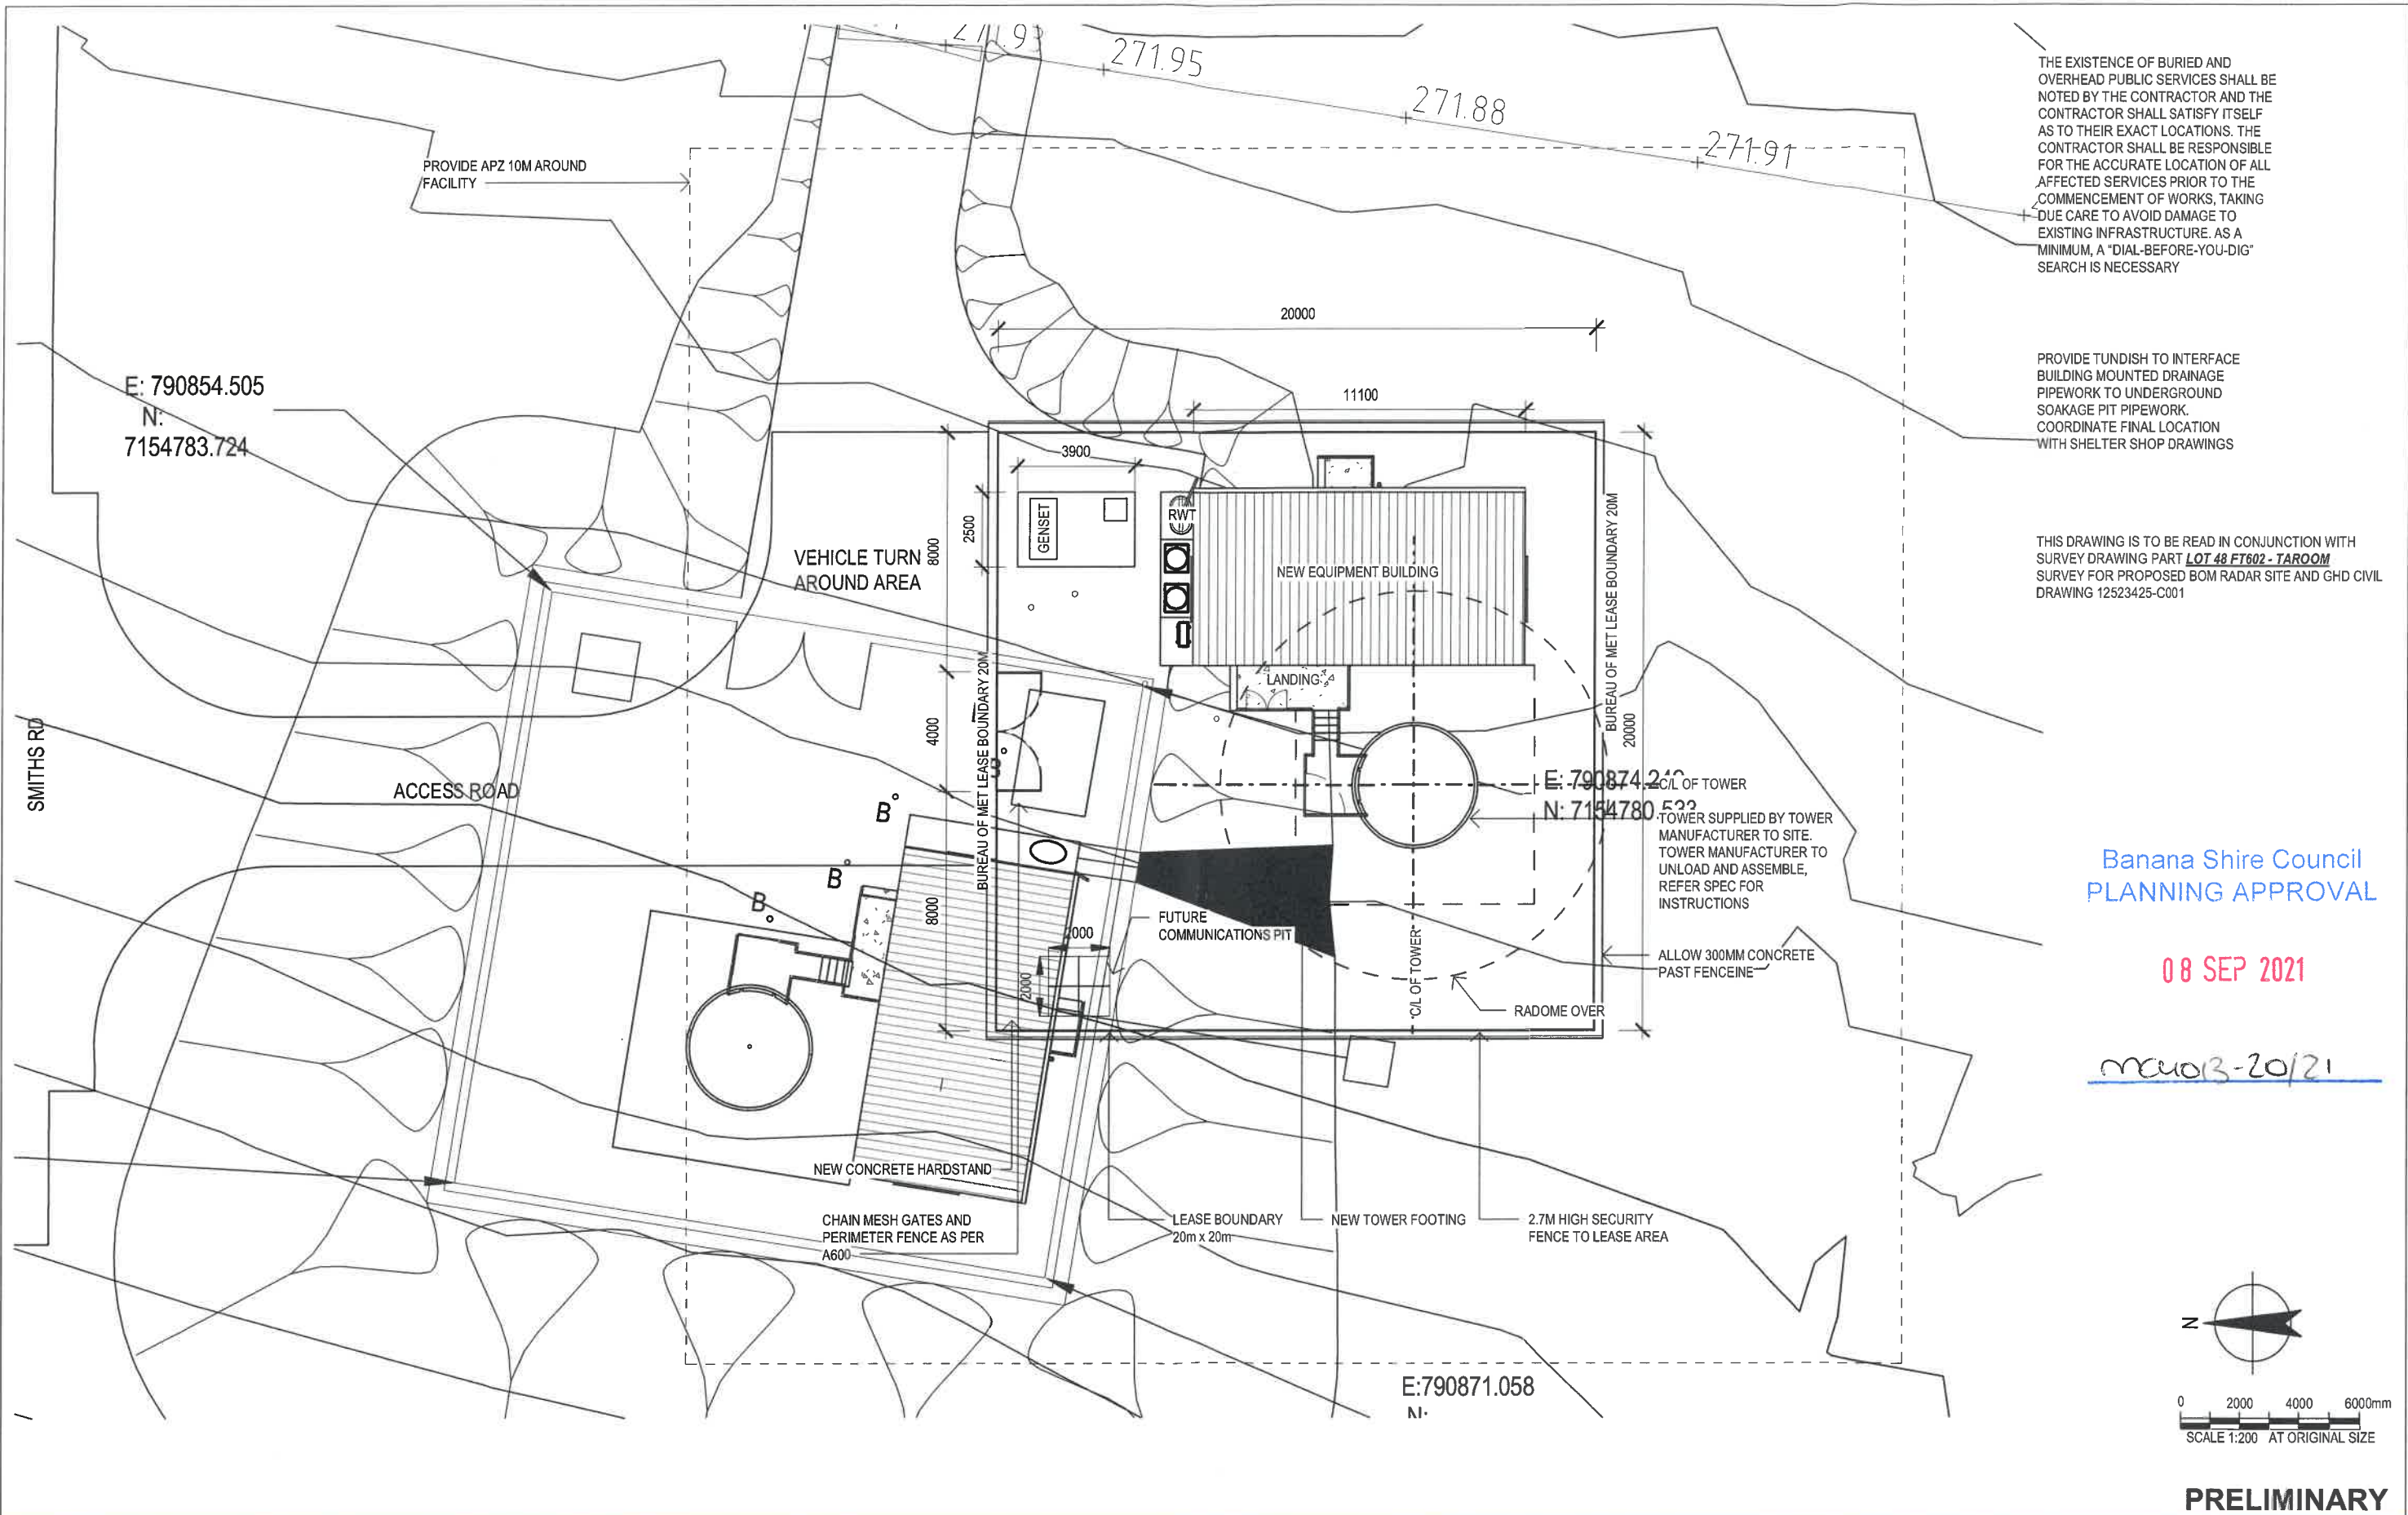 271.93
271.95
271.88
271.91
THE EXISTENCE OF BURIED AND
OVERHEAD PUBLIC SERVICES SHALL BE
NOTED BY THE CONTRACTOR AND THE
CONTRACTOR SHALL SATISFY ITSELF
AS TO THEIR EXACT LOCATIONS. THE
CONTRACTOR SHALL BE RESPONSIBLE
FOR THE ACCURATE LOCATION OF ALL
AFFECTED SERVICES PRIOR TO THE
COMMENCEMENT OF WORKS, TAKING
DUE CARE TO AVOID DAMAGE TO
EXISTING INFRASTRUCTURE. AS A
MINIMUM, A "DIAL-BEFORE-YOU-DIG"
SEARCH IS NECESSARY
PROVIDE APZ 10M AROUND
FACILITY
20000
PROVIDE TUNDISH TO INTERFACE
BUILDING MOUNTED DRAINAGE
PIPEWORK TO UNDERGROUND
SOAKAGE PIT PIPEWORK.
COORDINATE FINAL LOCATION
WITH SHELTER SHOP DRAWINGS
E: 790854.505
N:
7154783.724
11100
3900
2500
8000
GENSET
RWT
VEHICLE TURN
AROUND AREA
NEW EQUIPMENT BUILDING
BUREAU OF MET LEASE BOUNDARY 20M
20000
THIS DRAWING IS TO BE READ IN CONJUNCTION WITH
SURVEY DRAWING PART LOT 48 FT602 - TAROOM
SURVEY FOR PROPOSED BOM RADAR SITE AND GHD CIVIL
DRAWING 12523425-C001
LANDING
4000
BUREAU OF MET LEASE BOUNDARY 20M
SMITHS RD
ACCESS ROAD
B
B
B
E: 790874.2
C/L OF TOWER
N: 7154780.533
TOWER SUPPLIED BY TOWER
MANUFACTURER TO SITE.
TOWER MANUFACTURER TO
UNLOAD AND ASSEMBLE,
REFER SPEC FOR
INSTRUCTIONS
Banana Shire Council
PLANNING APPROVAL
08 SEP 2021
8000
FUTURE
COMMUNICATIONS PIT
2000
2000
C/L OF TOWER
ALLOW 300MM CONCRETE
PAST FENCEINE
RADOME OVER
NEW CONCRETE HARDSTAND
CHAIN MESH GATES AND
PERIMETER FENCE AS PER
A600
LEASE BOUNDARY
20m x 20m
NEW TOWER FOOTING
2.7M HIGH SECURITY
FENCE TO LEASE AREA
E:790871.058
N:
N
0 2000 4000 6000mm
SCALE 1:200 AT ORIGINAL SIZE
PRELIMINARY